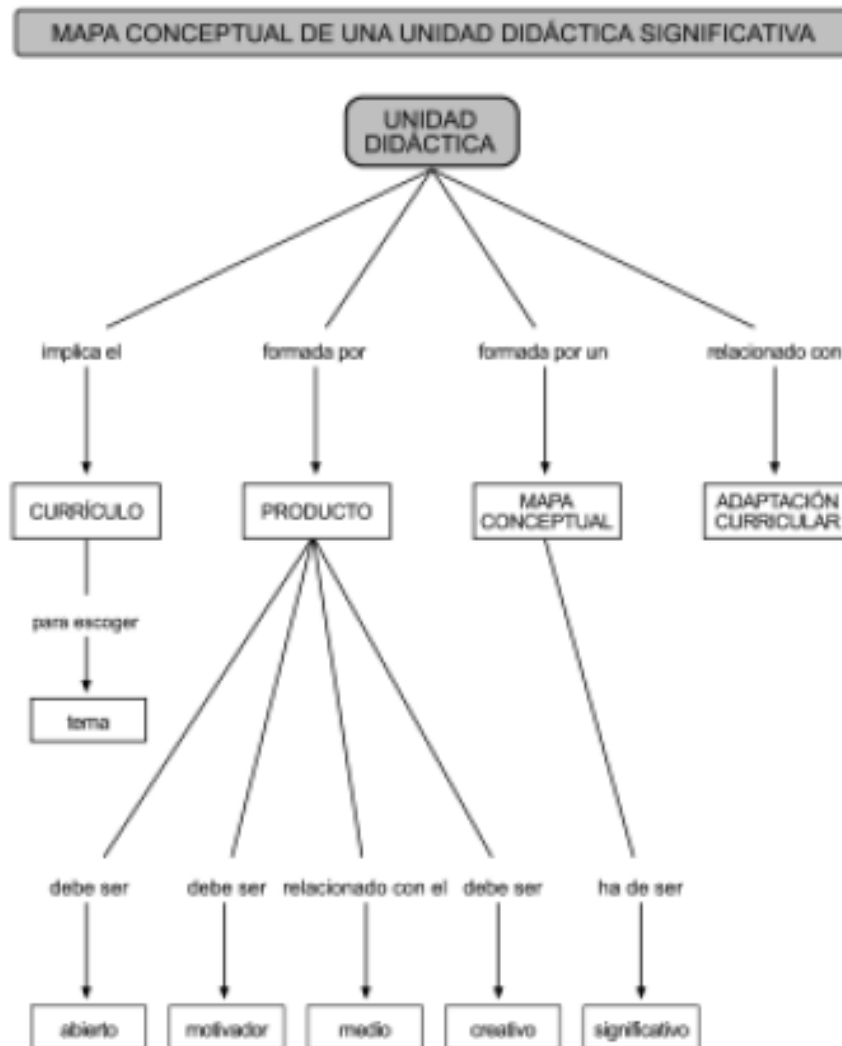 MAPA CONCEPTUAL DE UNA UNIDAD DIDÁCTICA SIGNIFICATIVA
UNIDAD
DIDÁCTICA
implica el
formada por
formada por un
relacionado con
CURRÍCULO
PRODUCTO
MAPA
CONCEPTUAL
ADAPTACIÓN
CURRICULAR
para escoger
tema
debe ser
debe ser
relacionado con el
debe ser
ha de ser
abierto
motivador
medio
creativo
significativo